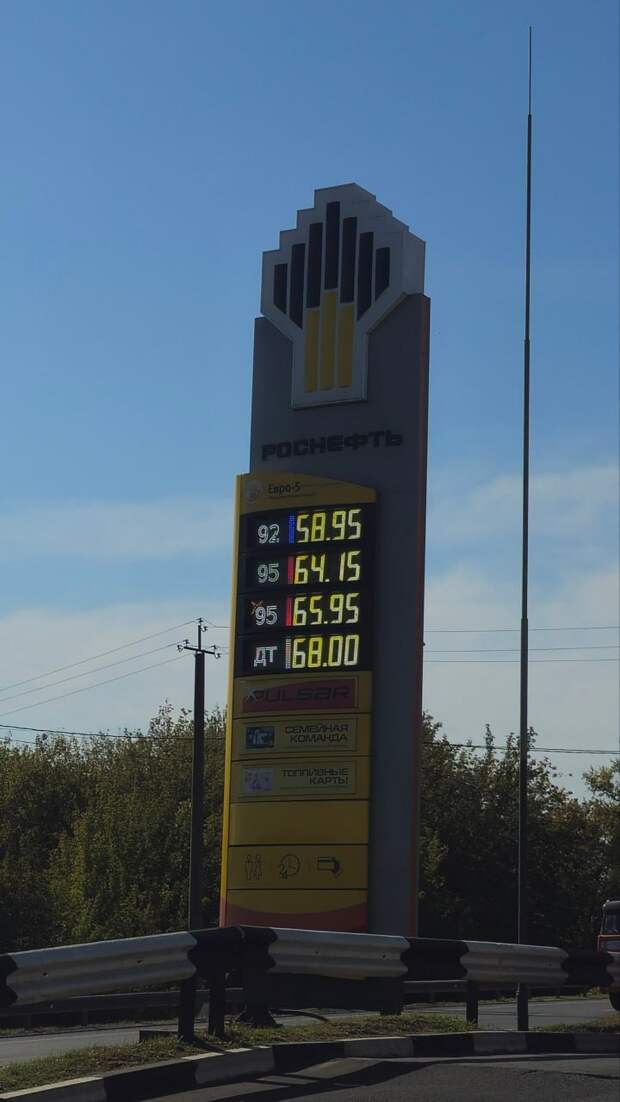 РОСНЕФТЬ
Евро-5
92 58.95
95 64.15
95 65.95
ДТ 68.00
PULSAR
СЕМЕЙНАЯ
КОМАНДА
ТОПЛИВНЫЕ
КАРТЫ